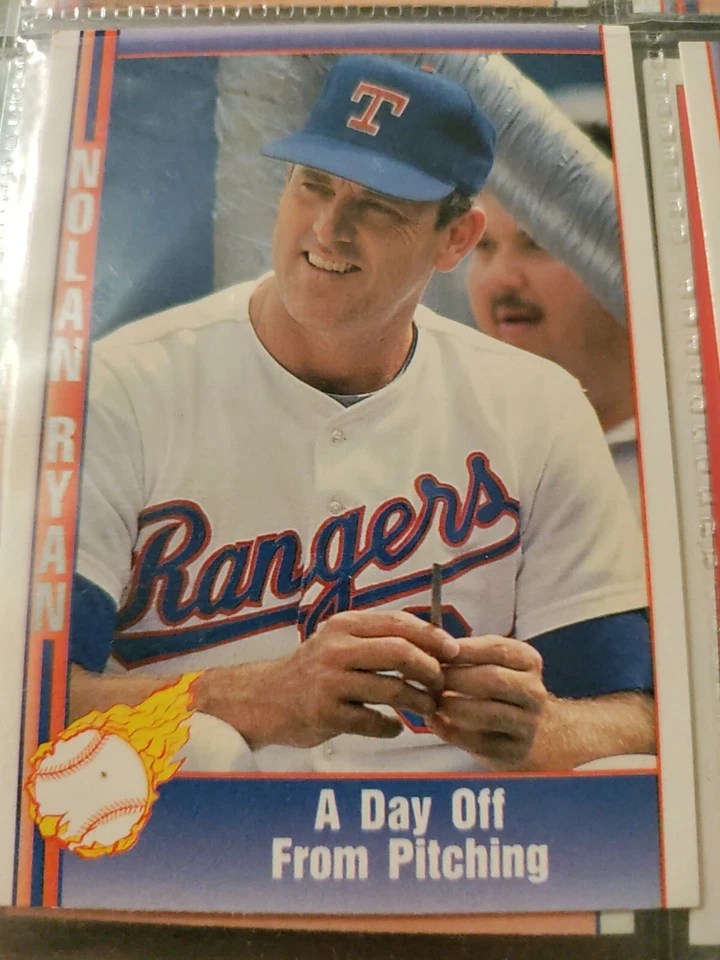 NOLAN RYAN
T
Rangers
A Day Off
From Pitching